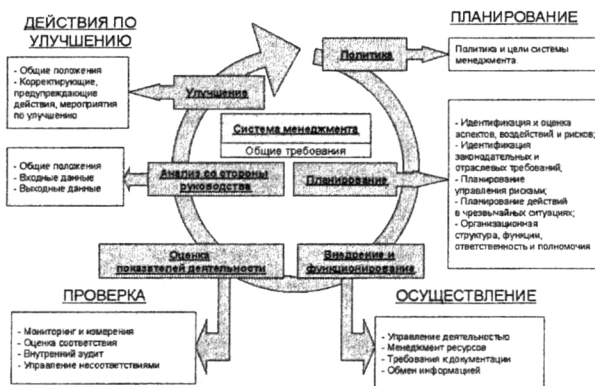 ДЕЙСТВИЯ ПО
УЛУЧШЕНИЮ
- Общие положения
- Корректирующие,
предупреждающие
действия, мероприятия
по улучшению
- Общие положения
- Входные данные
- Выходные данные
Улучшение
Анализ со стороны
руководства
Система менеджмента
Общие требования
Политика
Планирование
Оценка
показателей деятельности
Внедрение и
функционирование
ПЛАНИРОВАНИЕ
Политика и цели системы
менеджмента
- Идентификация и оценка
аспектов, воздействий и рисков;
- Идентификация
законодательных и
отраслевых требований;
- Планирование
управления рисками;
- Планирование действий
в чрезвычайных ситуациях;
- Организационная
структура, функции,
ответственность и полномочия
ПРОВЕРКА
- Мониторинг и измерения
- Оценка соответствия
- Внутренний аудит
- Управление несоответствиями
ОСУЩЕСТВЛЕНИЕ
- Управление деятельностью
- Менеджмент ресурсов
- Требования к документации
- Обмен информацией